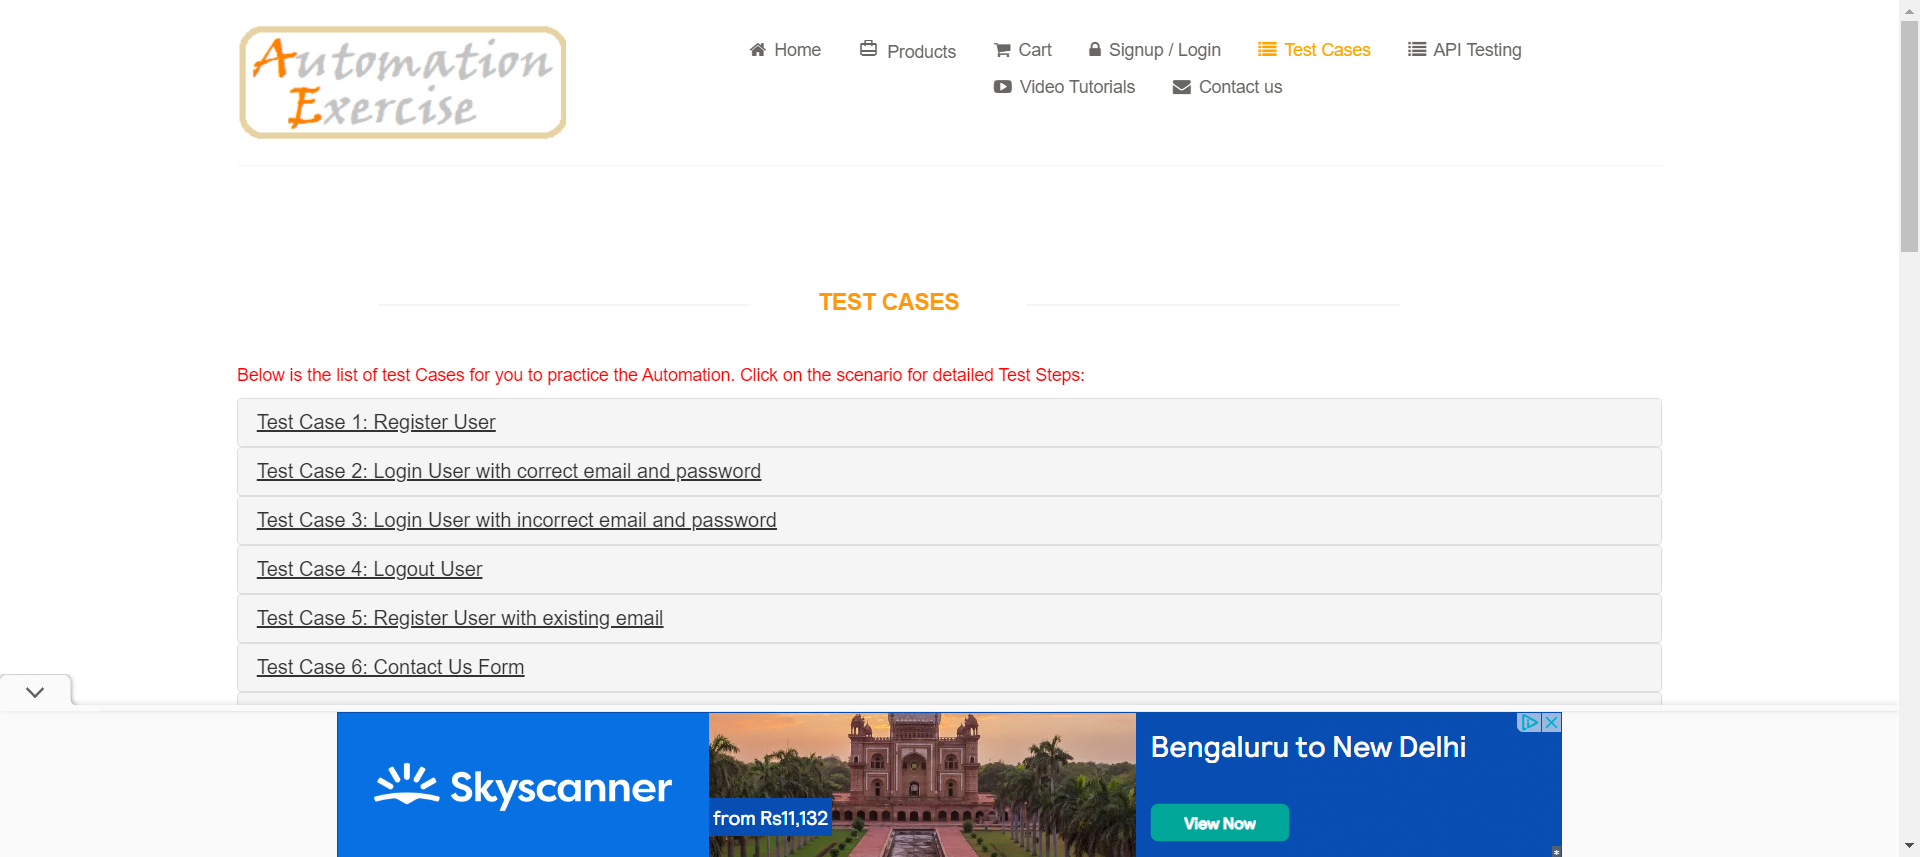 Automation
Exercise
Home
Products
Cart
Signup / Login
Test Cases
API Testing
Video Tutorials
Contact us
TEST CASES
Below is the list of test Cases for you to practice the Automation. Click on the scenario for detailed Test Steps:
Test Case 1: Register User
Test Case 2: Login User with correct email and password
Test Case 3: Login User with incorrect email and password
Test Case 4: Logout User
Test Case 5: Register User with existing email
Test Case 6: Contact Us Form
Skyscanner
from Rs11,132
Bengaluru to New Delhi
View Now